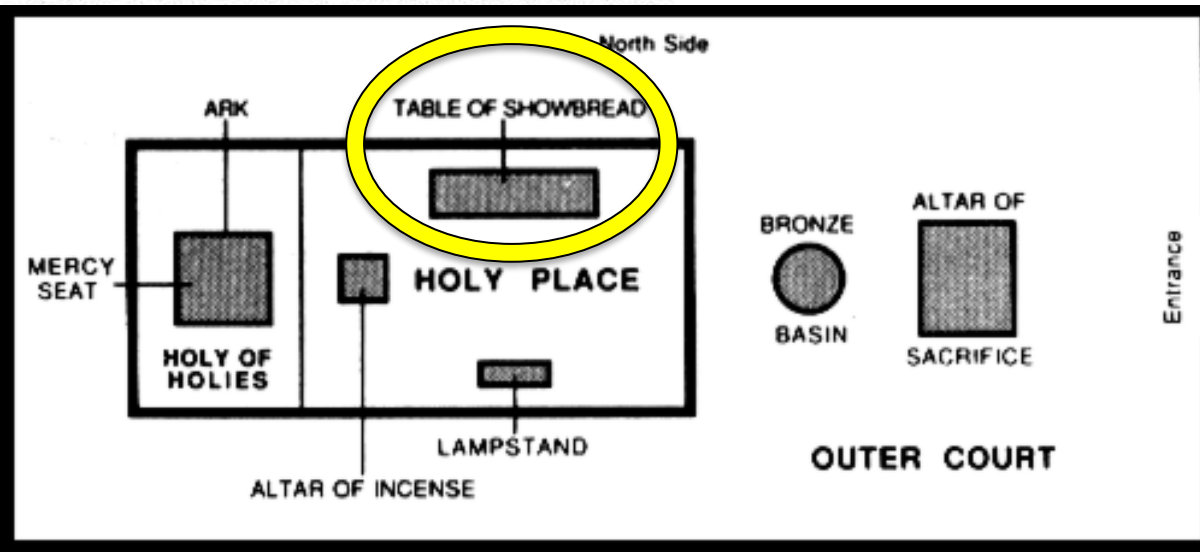 North Side
ARK
TABLE OF SHOWBREAD
ALTAR OF
BRONZE
MERCY
SEAT
HOLY PLACE
Entrance
BASIN
SACRIFICE
HOLY OF
HOLIES
LAMPSTAND
OUTER COURT
ALTAR OF INCENSE